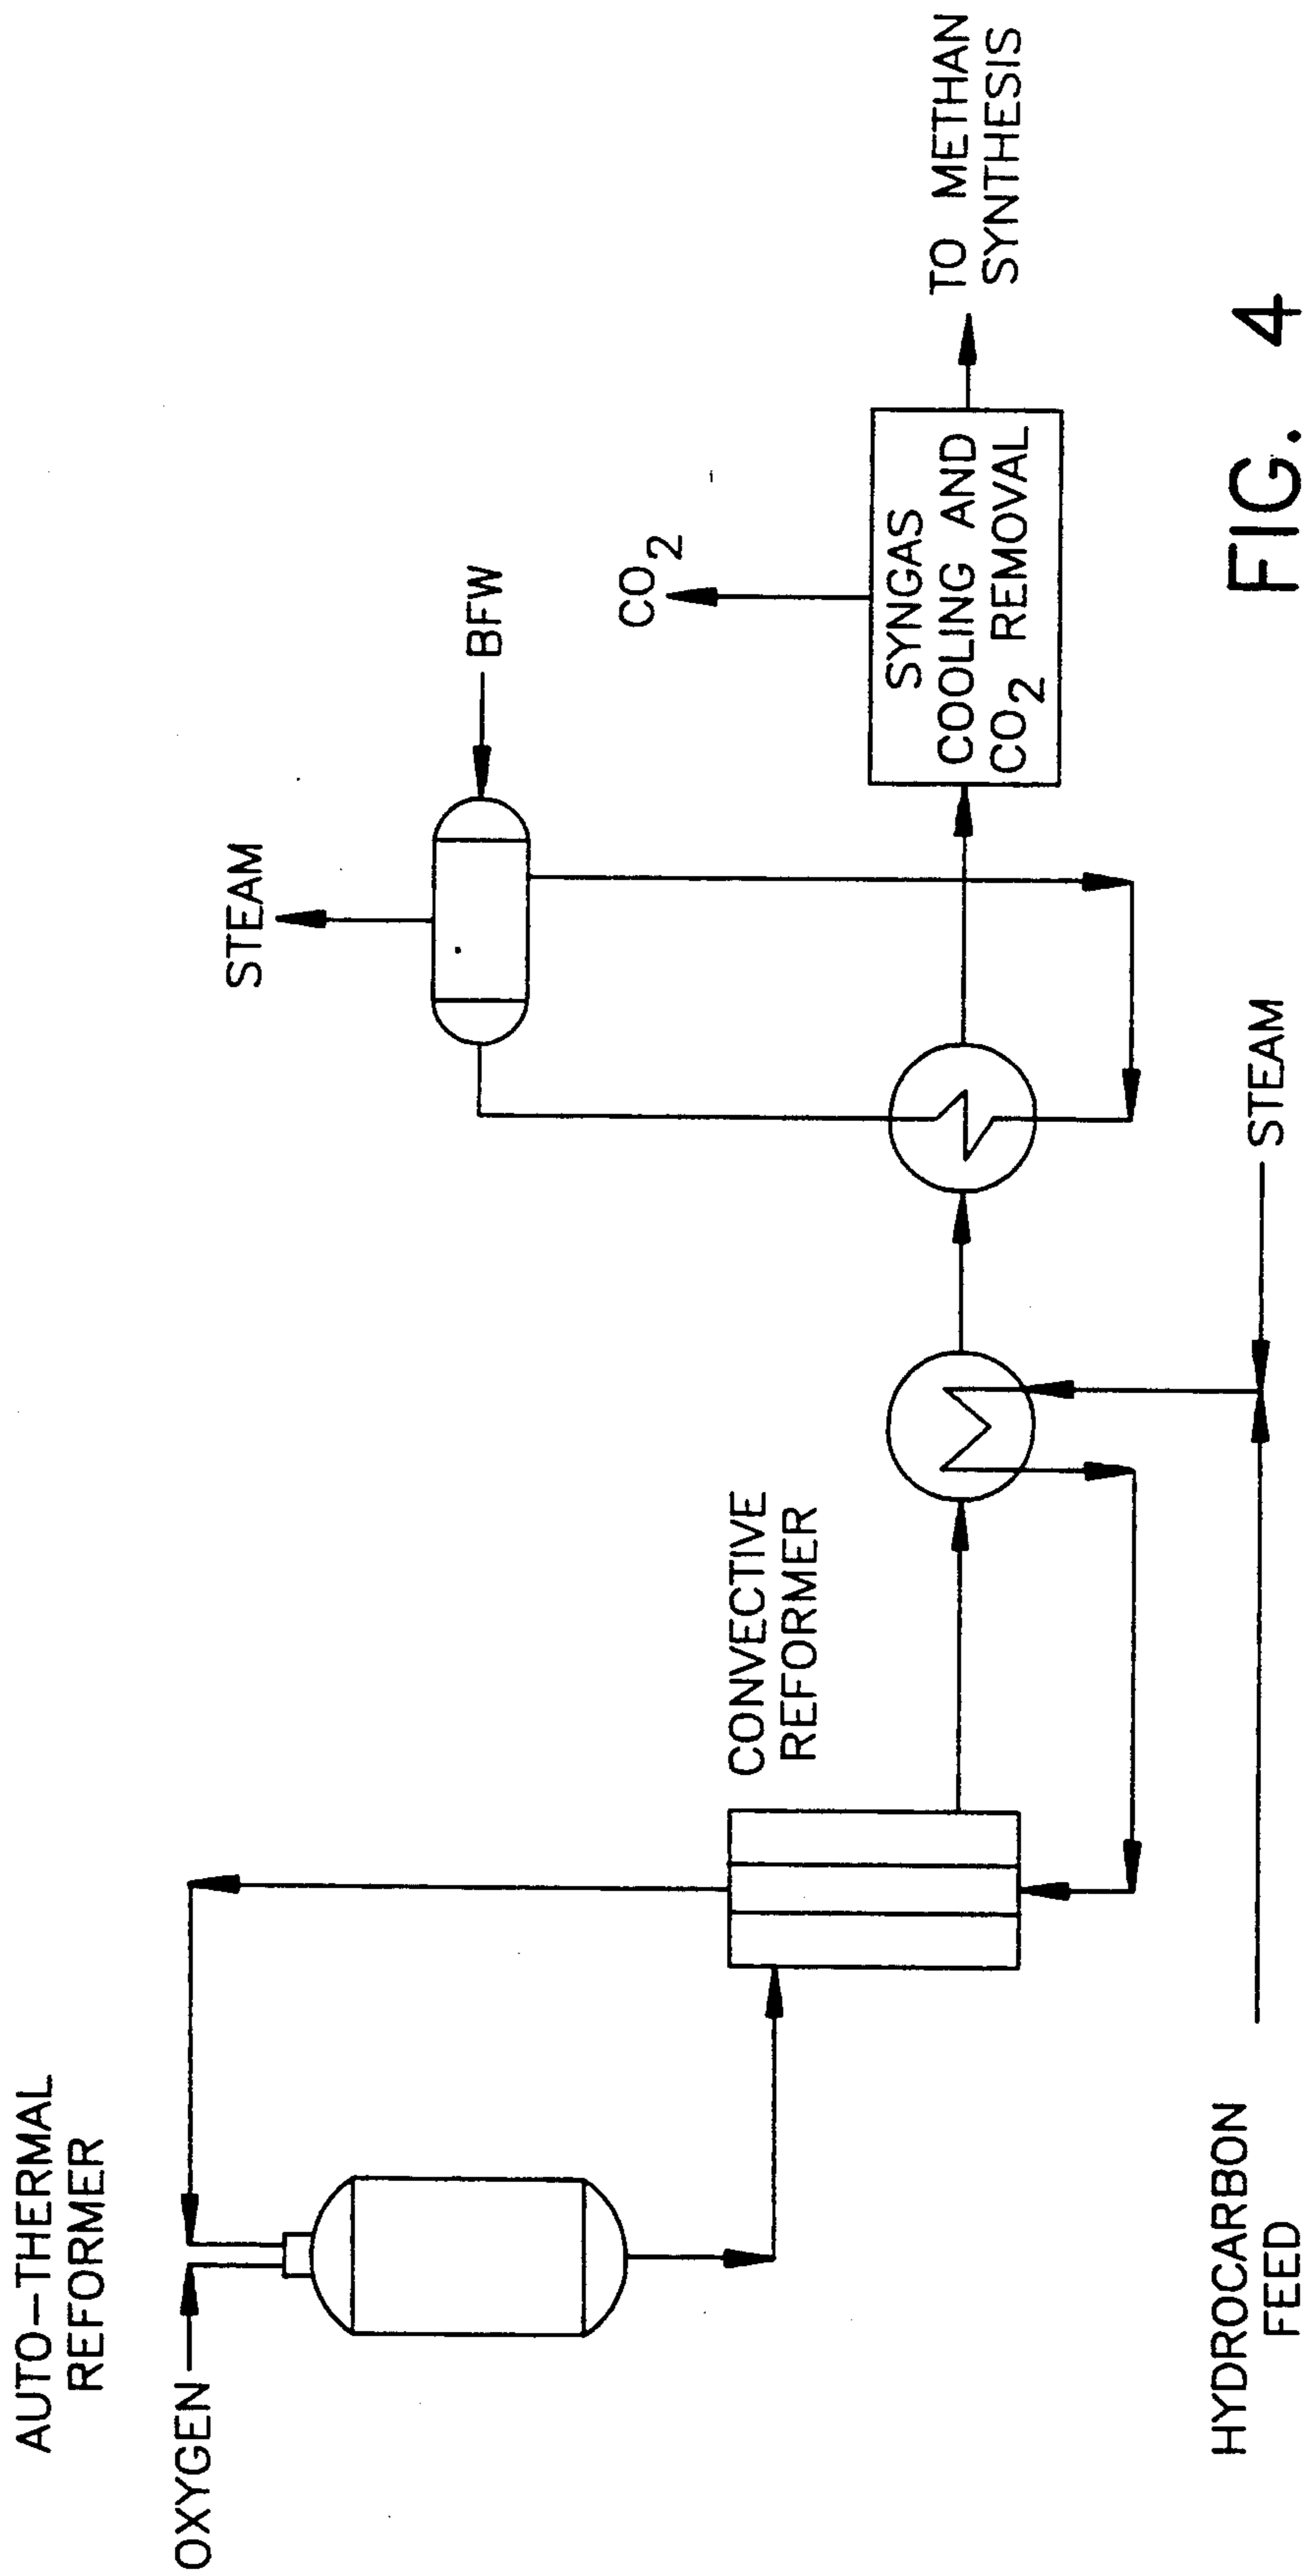 AUTO-THERMAL
REFORMER
OXYGEN
STEAM
BFW
CO2
CONVECTIVE
REFORMER
SYNGAS
COOLING AND
CO2 REMOVAL
TO METHAN
SYNTHESIS
HYDROCARBON
FEED
STEAM
FIG. 4